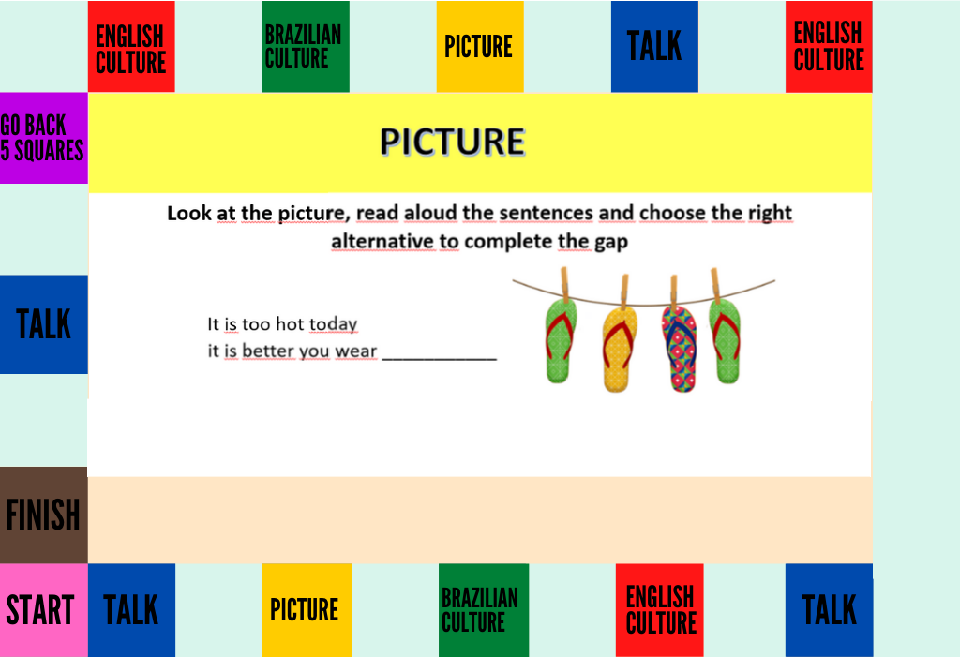 ENGLISH
CULTURE
BRAZILIAN
CULTURE
PICTURE
TALK
ENGLISH
CULTURE
GO BACK
5 SQUARES
PICTURE
Look at the picture, read aloud the sentences and choose the right
alternative to complete the gap
It is too hot today
it is better you wear ___________
TALK
FINISH
START
TALK
PICTURE
BRAZILIAN
CULTURE
ENGLISH
CULTURE
TALK